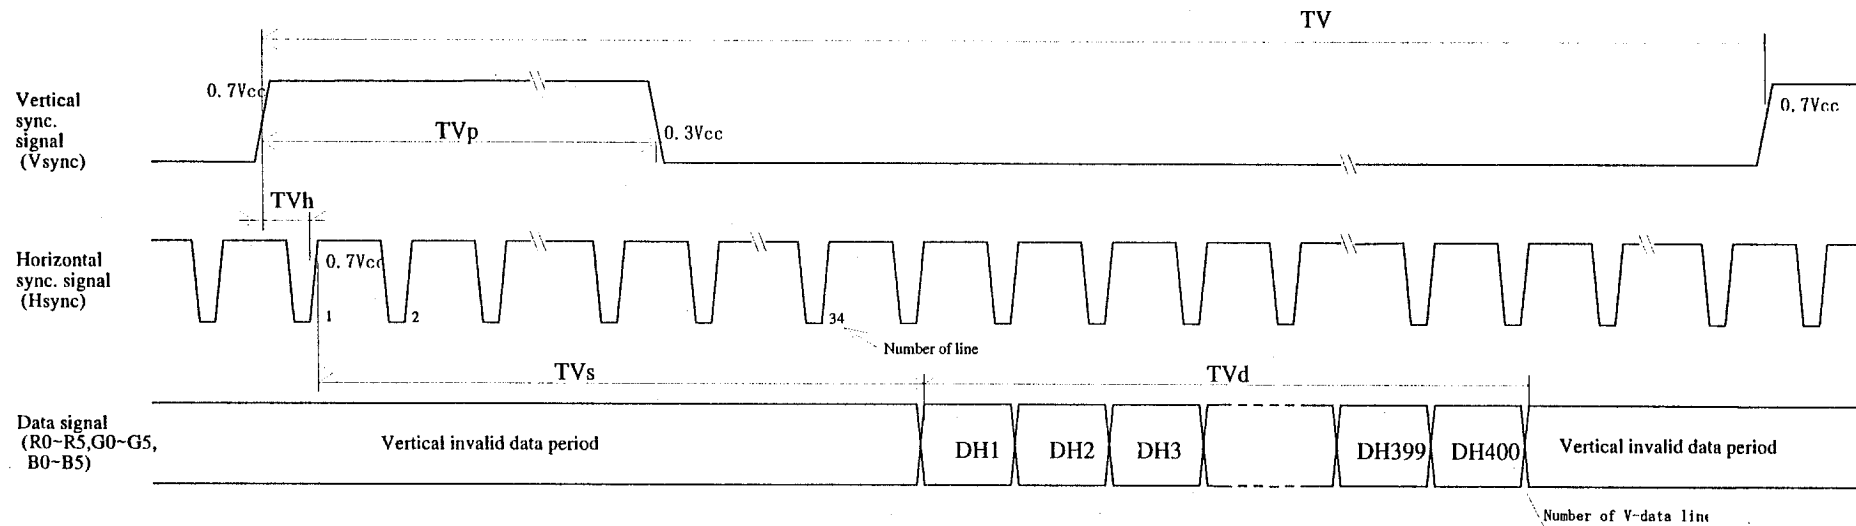 TV
Vertical
sync.
signal
(Vsync)
0.7Vcc
TVp
0.3Vcc
0.7Vcc
TVh
Horizontal
sync. signal
(Hsync)
0.7Vcc
1
2
34
Number of line
TVs
TVd
Data signal
(R0~R5,G0~G5,
B0~B5)
Vertical invalid data period
DH1
DH2
DH3
DH399
DH400
Vertical invalid data period
Number of V-data line